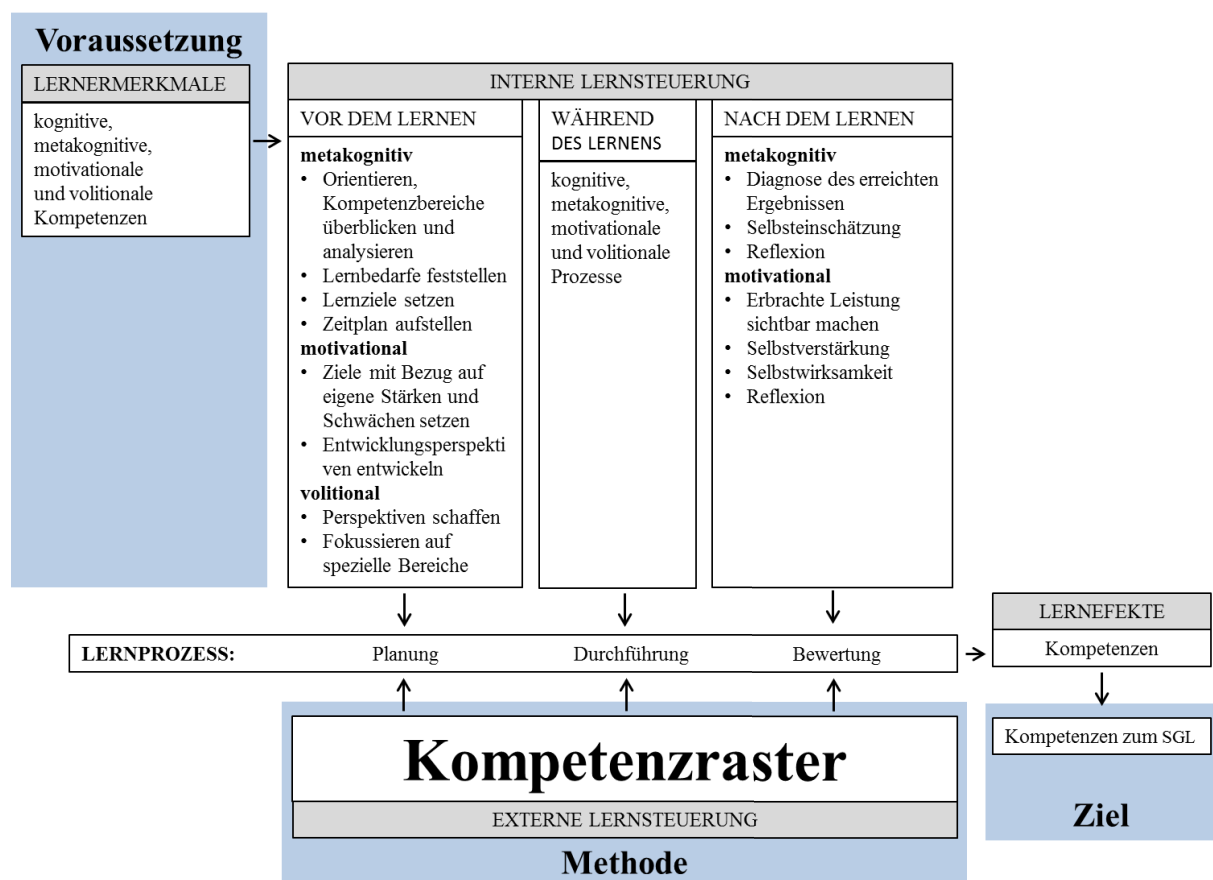 Voraussetzung
LERNERMERKMALE
kognitive,
metakognitive,
motivationale
und volitionale
Kompetenzen
INTERNE LERNSTEUERUNG
VOR DEM LERNEN
metakognitiv
• Orientieren,
Kompetenzbereiche
überblicken und
analysieren
• Lernbedarfe feststellen
• Lernziele setzen
• Zeitplan aufstellen
motivational
• Ziele mit Bezug auf
eigene Stärken und
Schwächen setzen
• Entwicklungsperspekti
ven entwickeln
volitional
• Perspektiven schaffen
• Fokussieren auf
spezielle Bereiche
WÄHREND
DES LERNENS
kognitive,
metakognitive,
motivationale
und volitionale
Prozesse
NACH DEM LERNEN
metakognitiv
• Diagnose des erreichten
Ergebnissen
• Selbsteinschätzung
• Reflexion
motivational
• Erbrachte Leistung
sichtbar machen
• Selbstverstärkung
• Selbstwirksamkeit
• Reflexion
LERNPROZESS: Planung Durchführung Bewertung
LERNEFEKTE
Kompetenzen
Kompetenzen zum SGL
Ziel
Kompetenzraster
EXTERNE LERNSTEUERUNG
Methode